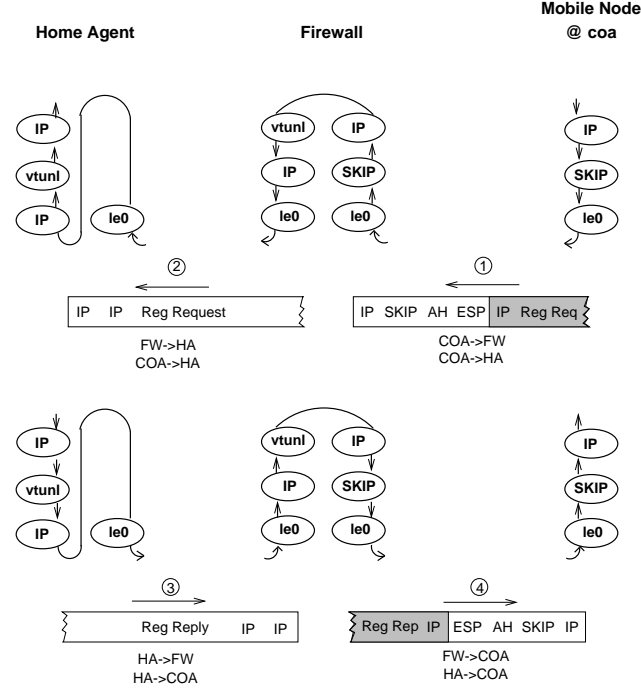 Mobile Node
Home Agent Firewall @ coa
IP vtunl IP IP
vtunl IP SKIP SKIP
IP le0 le0 le0 le0
2 1
IP IP Reg Request IP SKIP AH ESP IP Reg Req
FW->HA COA->FW
COA->HA COA->HA
IP vtunl IP IP
vtunl IP SKIP SKIP
IP le0 le0 le0 le0
3 4
Reg Reply IP IP Reg Rep IP ESP AH SKIP IP
HA->FW FW->COA
HA->COA HA->COA